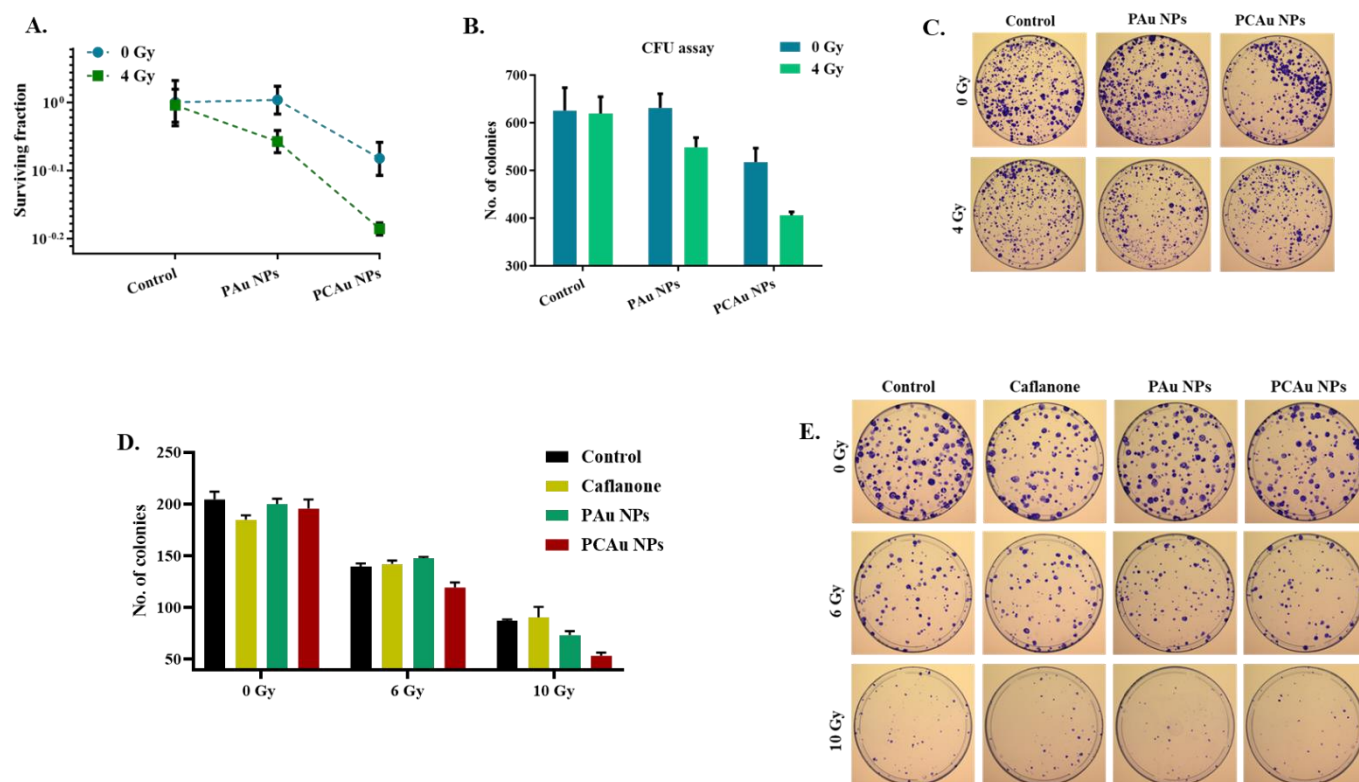 A.
0 Gy
4 Gy
Surviving fraction
10^0
10^-0.1
10^-0.2
Control
PAu NPs
PCAu NPs
B.
CFU assay
0 Gy
4 Gy
No. of colonies
700
600
500
400
300
Control
PAu NPs
PCAu NPs
C.
Control PAu NPs PCAu NPs
0 Gy
4 Gy
D.
Control
Caflanone
PAu NPs
PCAu NPs
No. of colonies
250
200
150
100
50
0 Gy 6 Gy 10 Gy
E.
Control Caflanone PAu NPs PCAu NPs
0 Gy
6 Gy
10 Gy